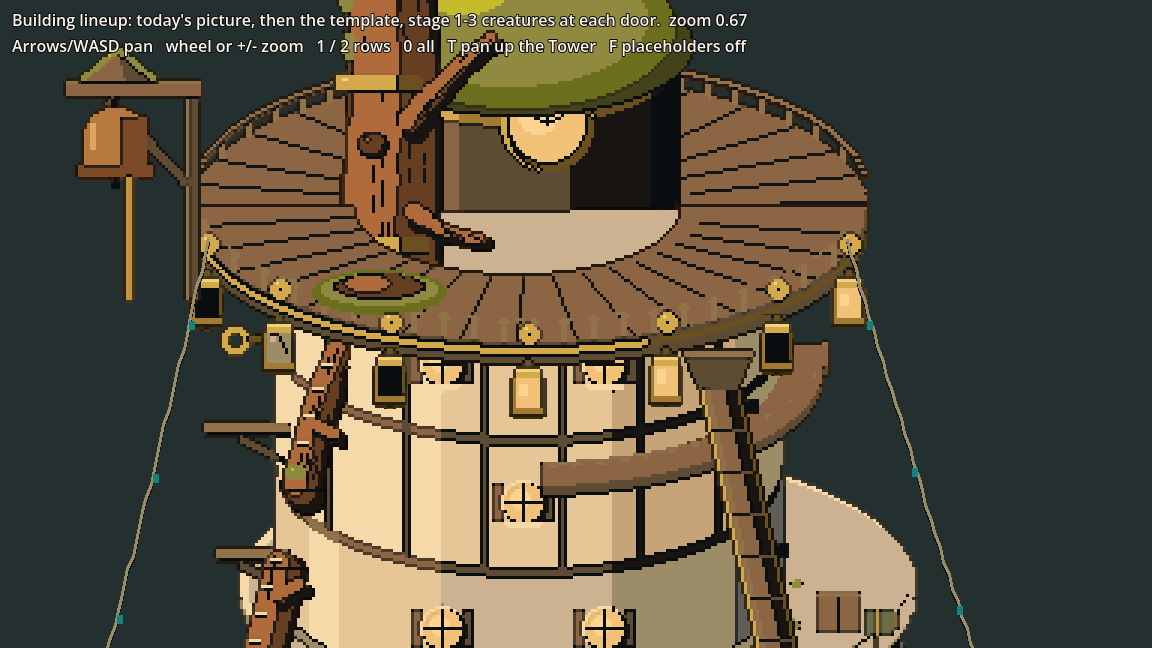 Building lineup: today's picture, then the template, stage 1-3 creatures at each door.  zoom 0.67
Arrows/WASD pan   wheel or +/- zoom   1 / 2 rows   0 all   T pan up the Tower   F placeholders off